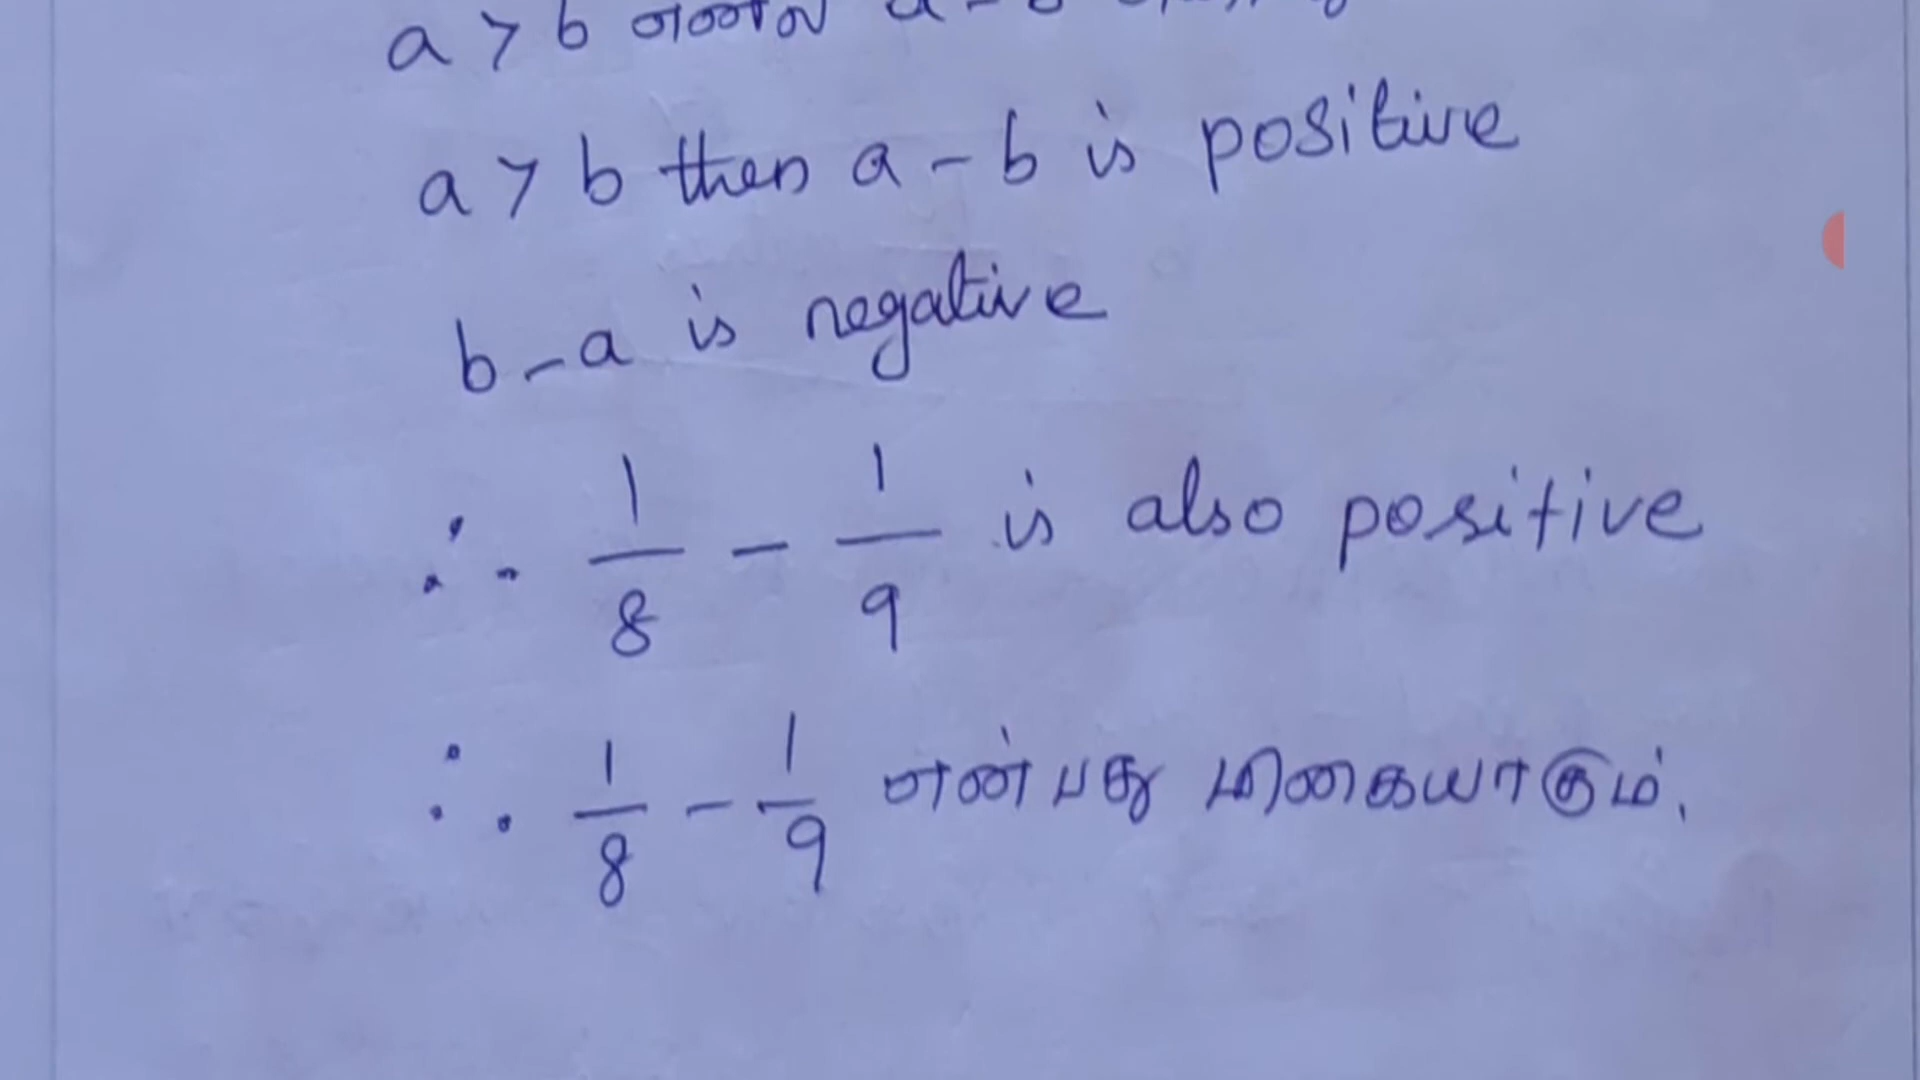 a > b எனில் a - b
a > b then a - b is positive
b - a is negative
∴ 1/8 - 1/9 is also positive
∴ 1/8 - 1/9 என்பது மிகையாகும்.